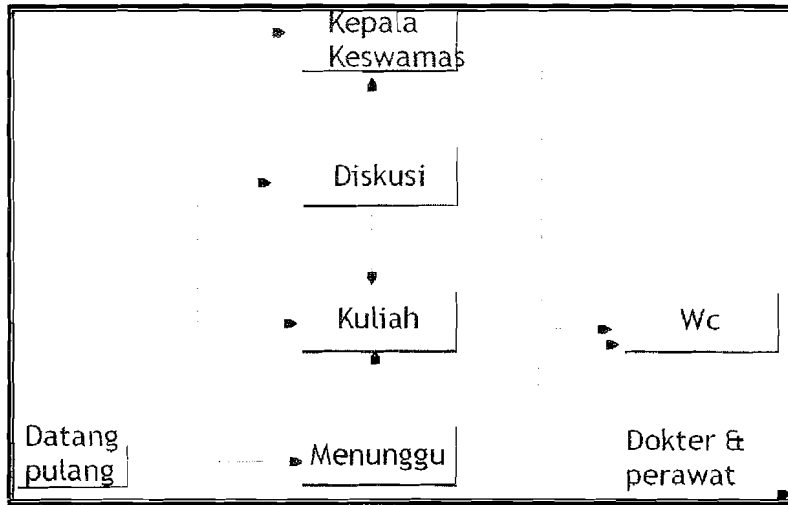 Kepala
Keswamas
Diskusi
Kuliah
Wc
Datang
pulang
Menunggu
Dokter &
perawat